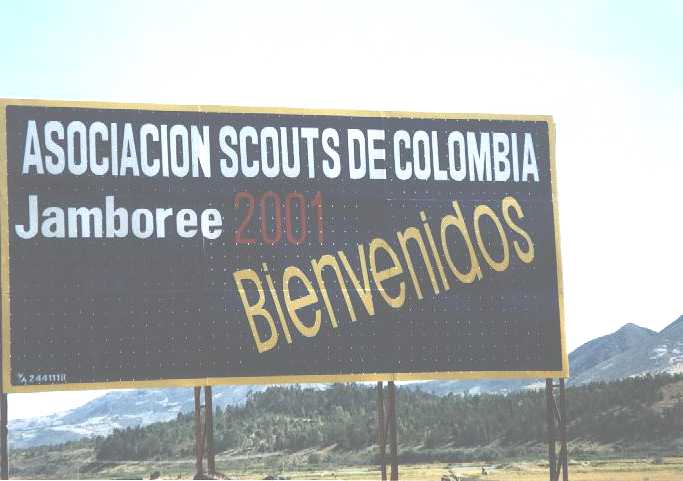 ASOCIACION SCOUTS DE COLOMBIA
Jamboree 2001
Bienvenidos